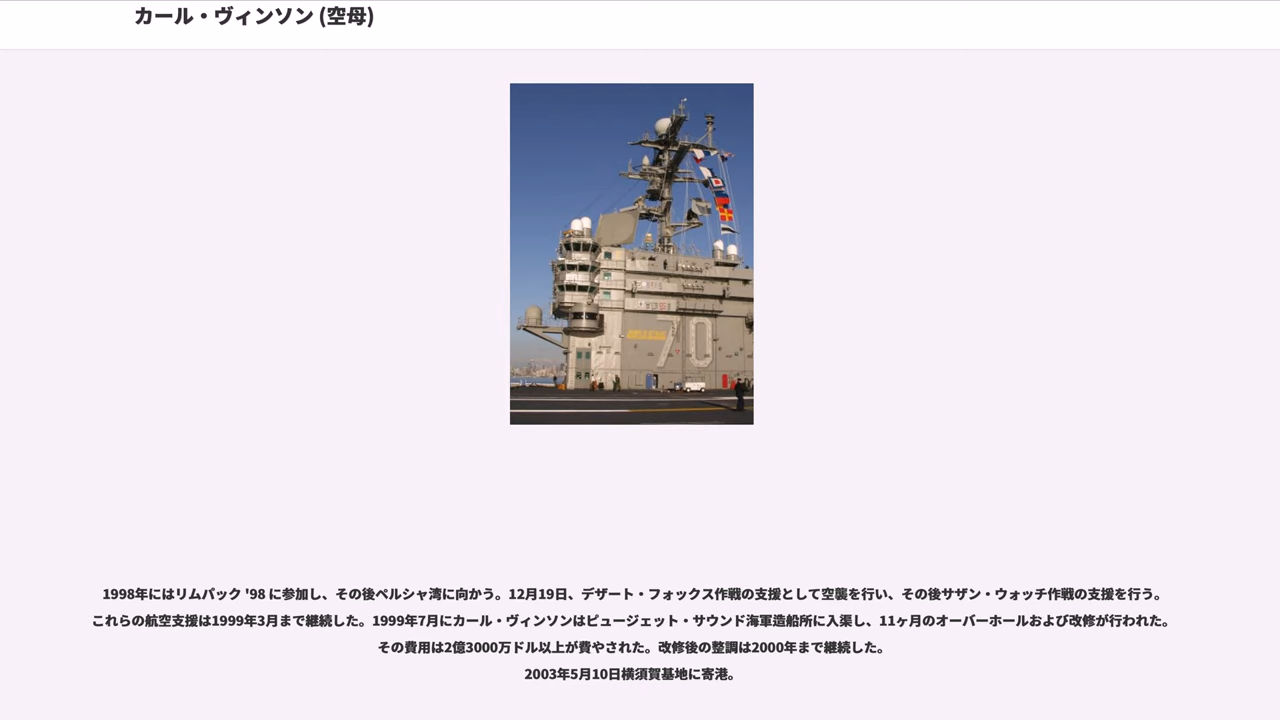 カール・ヴィンソン (空母)
70
1998年にはリムパック '98 に参加し、その後ペルシャ湾に向かう。12月19日、デザート・フォックス作戦の支援として空襲を行い、その後サザン・ウォッチ作戦の支援を行う。
これらの航空支援は1999年3月まで継続した。1999年7月にカール・ヴィンソンはピュージェット・サウンド海軍造船所に入渠し、11ヶ月のオーバーホールおよび改修が行われた。
その費用は2億3000万ドル以上が費やされた。改修後の整調は2000年まで継続した。
2003年5月10日横須賀基地に寄港。